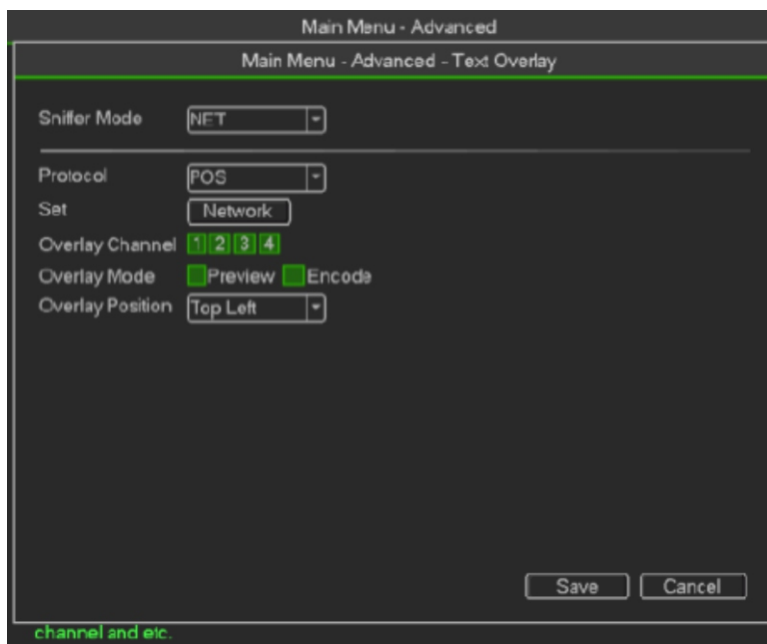 Main Menu - Advanced
Main Menu - Advanced - Text Overlay
Sniffer Mode NET
Protocol POS
Set Network
Overlay Channel 1 2 3 4
Overlay Mode Preview Encode
Overlay Position Top Left
Save Cancel
channel and etc.